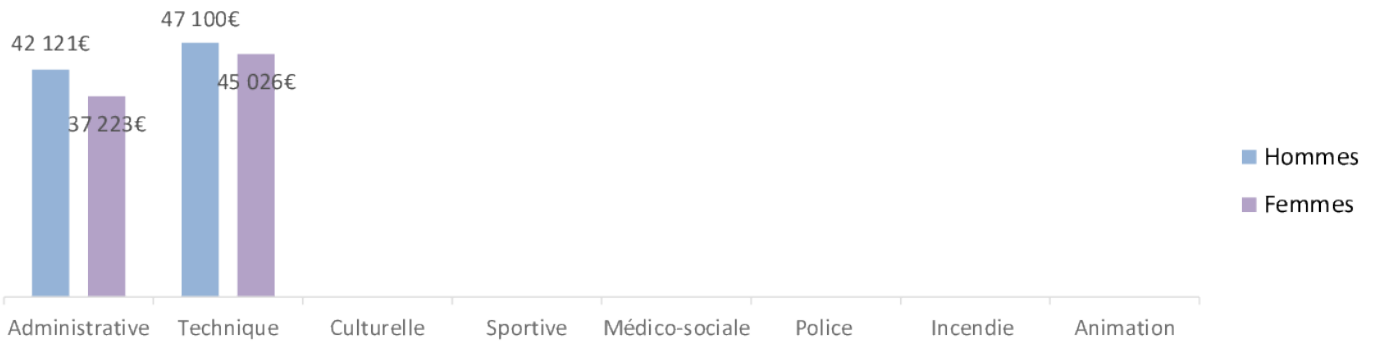 47 100€
42 121€
45 026€
37 223€
Hommes
Femmes
Administrative Technique Culturelle Sportive Médico-sociale Police Incendie Animation